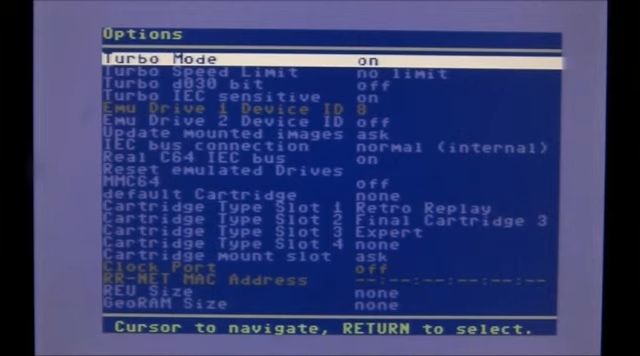 Options
Turbo Mode on
Turbo Speed Limit no limit
Turbo d030 bit off
Turbo IEC sensitive on
Emu Drive 1 Device ID 8
Emu Drive 2 Device ID off
Update mounted images ask
IEC bus connection normal (internal)
Real C64 IEC bus on
Reset emulated Drives
MMC64 off
default Cartridge none
Cartridge Type Slot 1 Retro Replay
Cartridge Type Slot 2 Final Cartridge 3
Cartridge Type Slot 3 Expert
Cartridge Type Slot 4 none
Cartridge mount slot ask
Clock Port off
RR-NET MAC Address --:--:--:--:--:--
REU Size none
GeoRAM Size none
Cursor to navigate, RETURN to select.